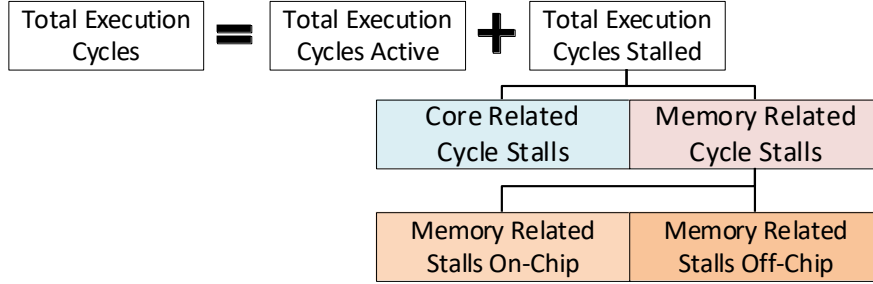 Total Execution
Cycles
=
Total Execution
Cycles Active
+
Total Execution
Cycles Stalled
Core Related
Cycle Stalls
Memory Related
Cycle Stalls
Memory Related
Stalls On-Chip
Memory Related
Stalls Off-Chip